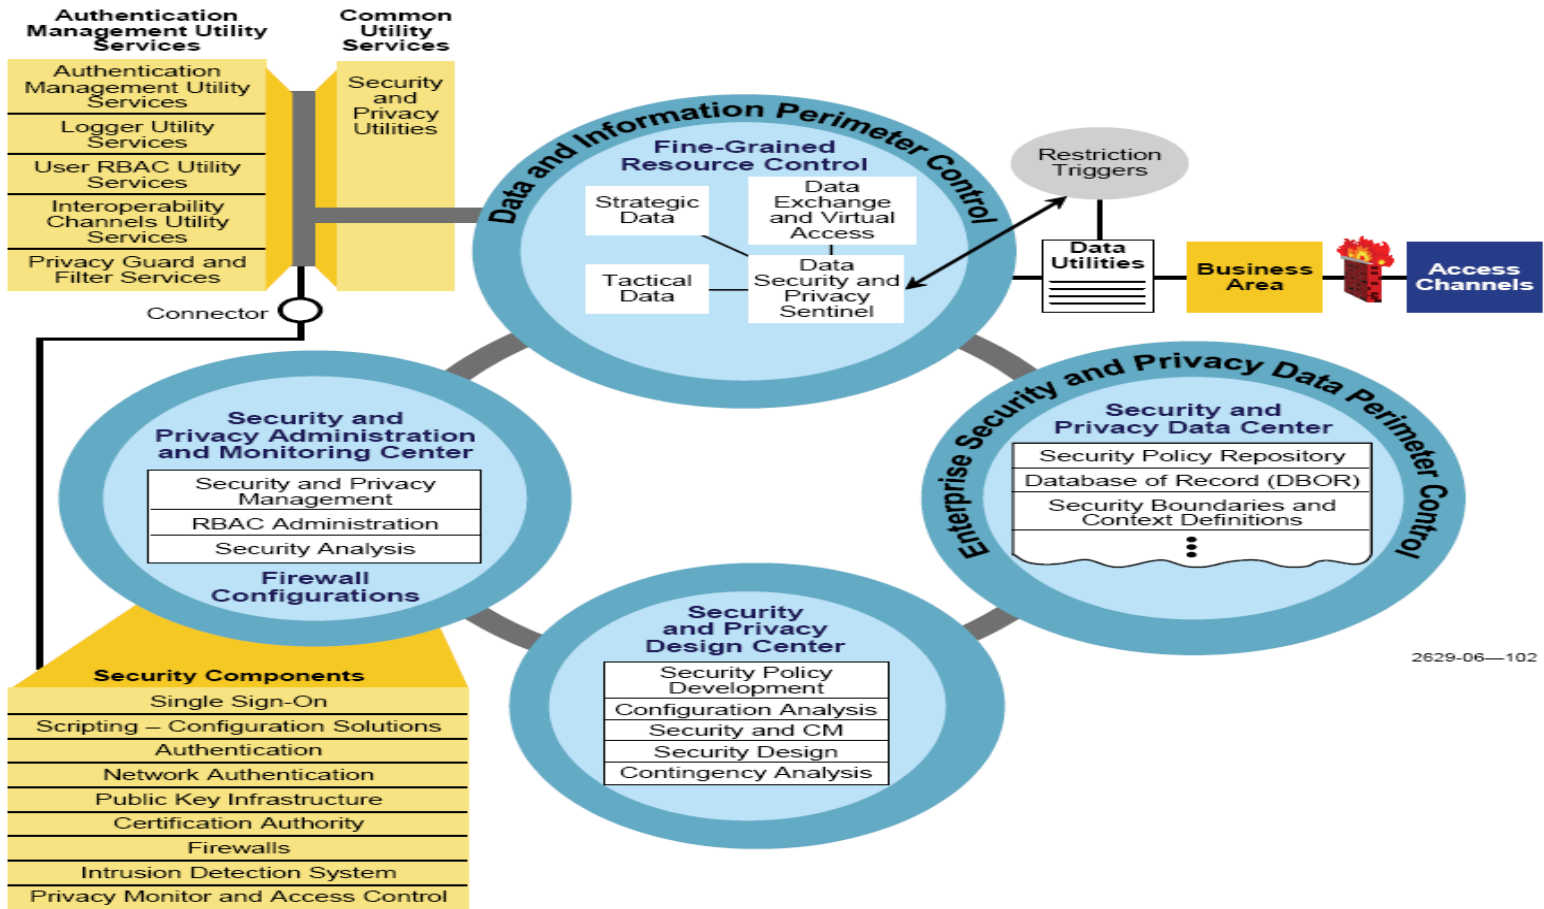 Authentication
Management Utility
Services
Authentication
Management Utility
Services
Logger Utility
Services
User RBAC Utility
Services
Interoperability
Channels Utility
Services
Privacy Guard and
Filter Services
Common
Utility
Services
Security
and
Privacy
Utilities
Connector
Data and Information Perimeter Control
Fine-Grained
Resource Control
Strategic
Data
Data
Exchange
and Virtual
Access
Tactical
Data
Data
Security and
Privacy
Sentinel
Restriction
Triggers
Data
Utilities
Business
Area
Access
Channels
Security and
Privacy Administration
and Monitoring Center
Security and Privacy
Management
RBAC Administration
Security Analysis
Firewall
Configurations
Enterprise Security and Privacy Data Perimeter Control
Security and
Privacy Data Center
Security Policy Repository
Database of Record (DBOR)
Security Boundaries and
Context Definitions
Security
and Privacy
Design Center
Security Policy
Development
Configuration Analysis
Security and CM
Security Design
Contingency Analysis
2629-06—102
Security Components
Single Sign-On
Scripting – Configuration Solutions
Authentication
Network Authentication
Public Key Infrastructure
Certification Authority
Firewalls
Intrusion Detection System
Privacy Monitor and Access Control